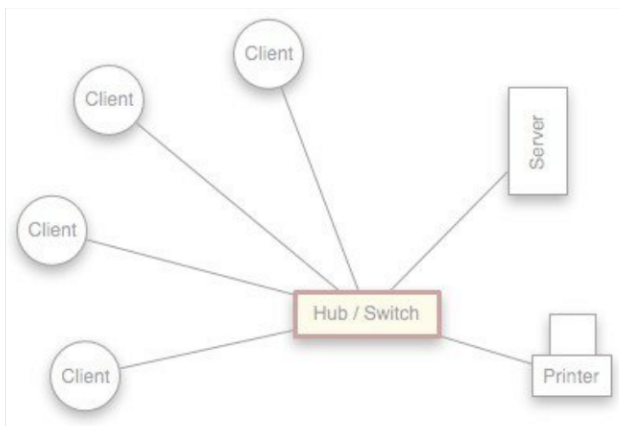 Client
Client
Server
Client
Hub / Switch
Client
Printer